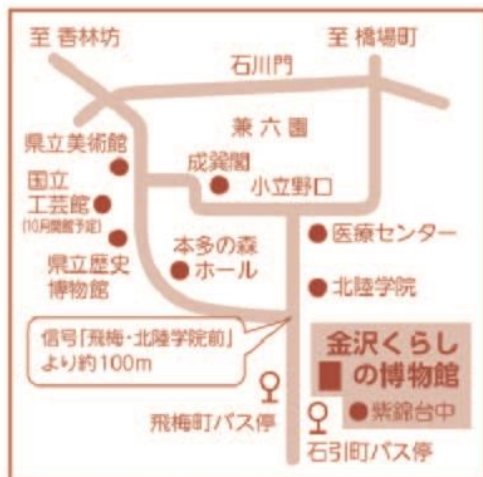 至 香林坊
至 橋場町
石川門
兼六園
県立美術館
成巽閣
小立野口
国立
工芸館
(10月開館予定)
医療センター
本多の森
ホール
県立歴史
博物館
北陸学院
信号「飛梅・北陸学院前」
より約100m
金沢くらし
の博物館
紫錦台中
飛梅町バス停
石引町バス停